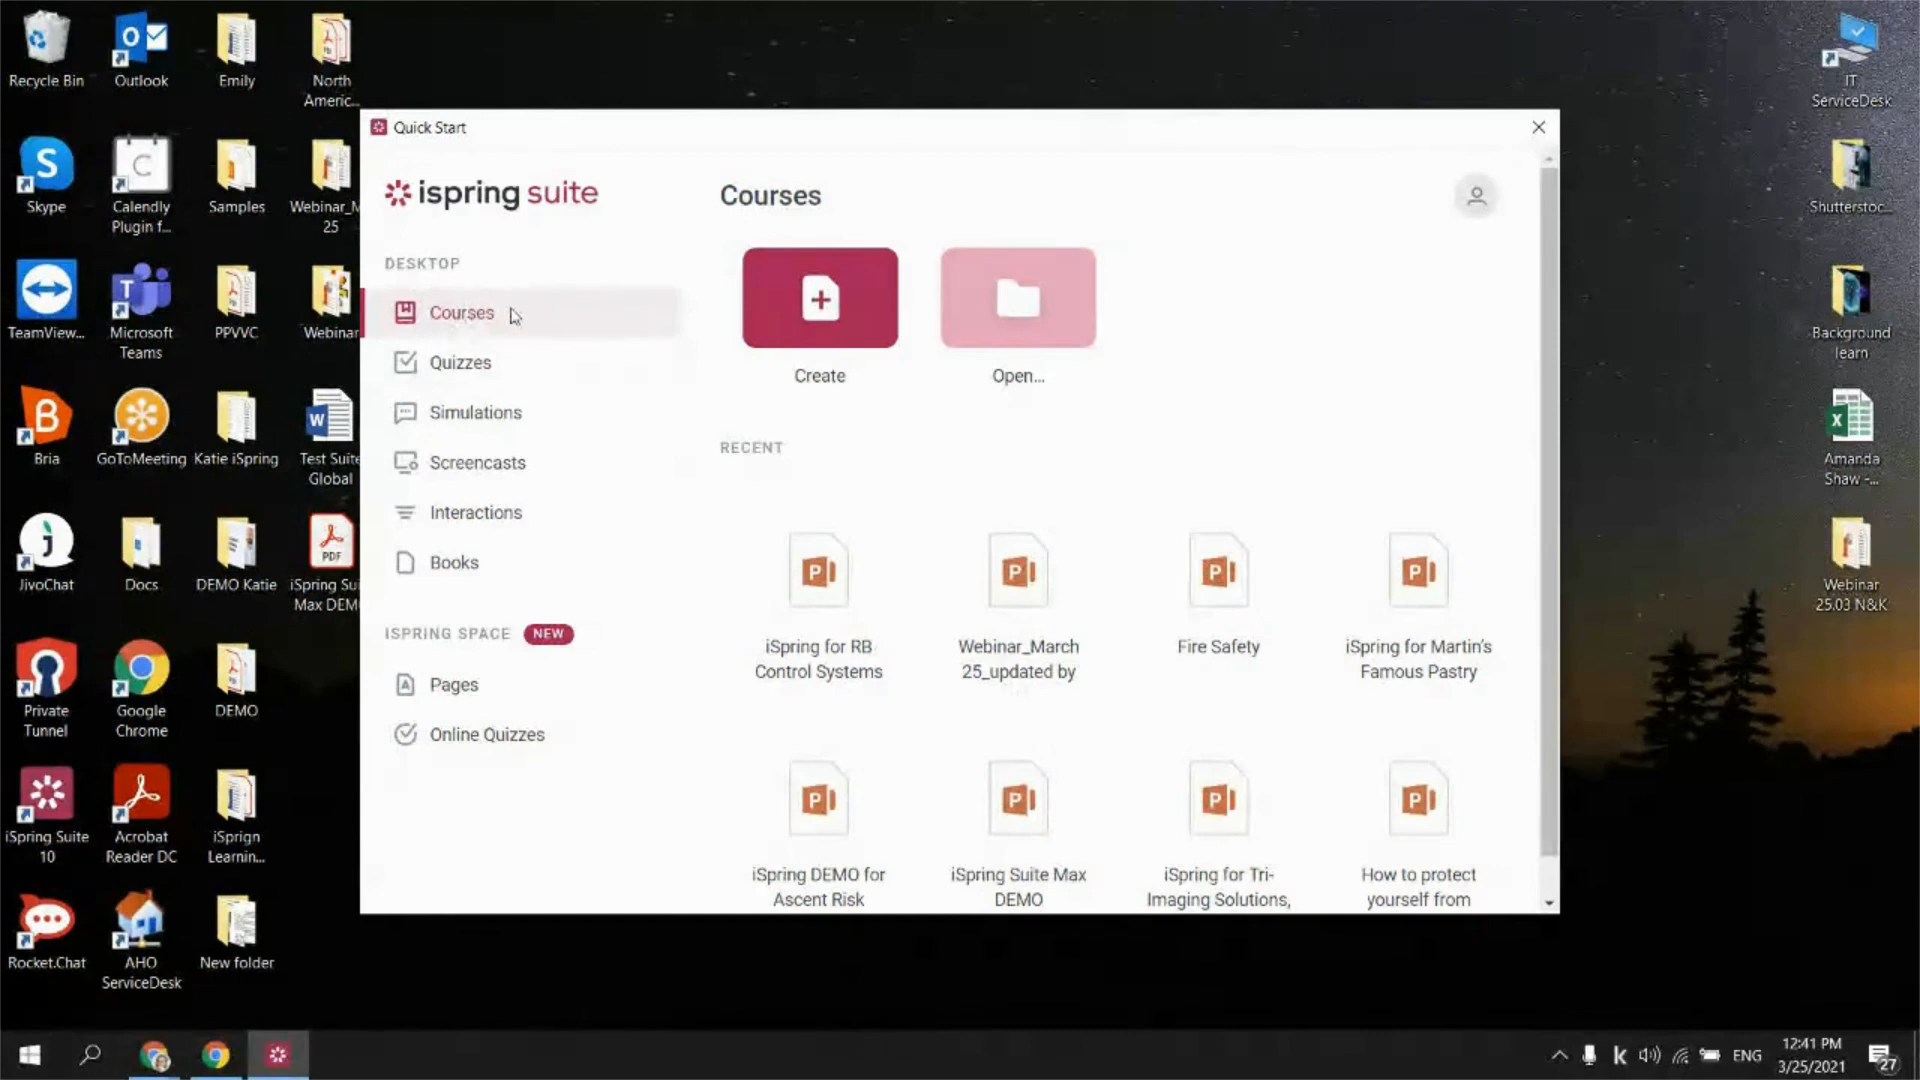 Recycle Bin
Outlook
Emily
North
Americ...
Skype
Calendly
Plugin f...
Samples
Webinar_M
25
TeamView...
Microsoft
Teams
PPVVC
Webinar
Bria
GoToMeeting
Katie iSpring
Test Suite
Global
JivoChat
Docs
DEMO Katie
iSpring Sui
Max DEM
Private
Tunnel
Google
Chrome
DEMO
iSpring Suite
10
Acrobat
Reader DC
iSprign
Learnin...
Rocket.Chat
AHO
ServiceDesk
New folder
Quick Start
ispring suite
DESKTOP
Courses
Quizzes
Simulations
Screencasts
Interactions
Books
ISPRING SPACE NEW
Pages
Online Quizzes
Courses
Create
Open...
RECENT
iSpring for RB
Control Systems
Webinar_March
25_updated by
Fire Safety
iSpring for Martin's
Famous Pastry
iSpring DEMO for
Ascent Risk
iSpring Suite Max
DEMO
iSpring for Tri-
Imaging Solutions,
How to protect
yourself from
IT
ServiceDesk
Shutterstoc...
Background
learn
Amanda
Shaw -...
Webinar
25.03 N&K
ENG
12:41 PM
3/25/2021
27